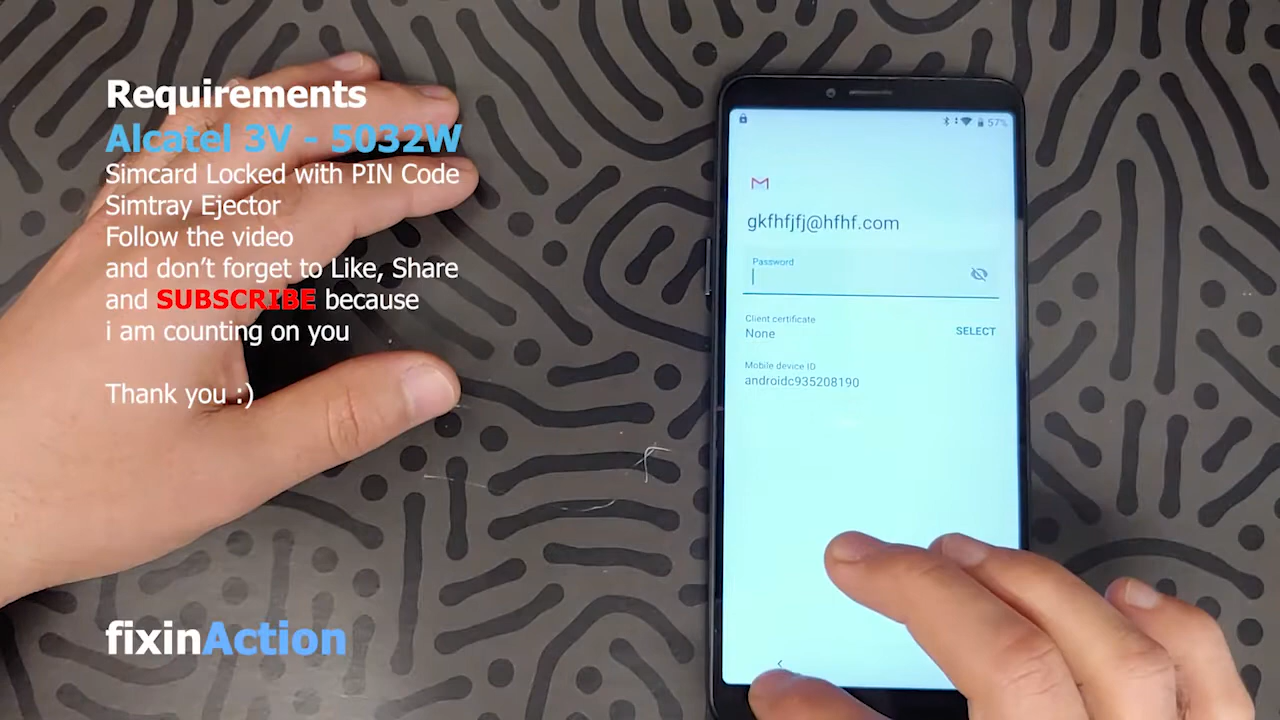 Requirements
Alcatel 3V - 5032W
Simcard Locked with PIN Code
Simtray Ejector
Follow the video
and don't forget to Like, Share
and SUBSCRIBE because
i am counting on you
Thank you :)
fixinAction
57%
gkfhfjfj@hfhf.com
Password
Client certificate
None
SELECT
Mobile device ID
androidc935208190